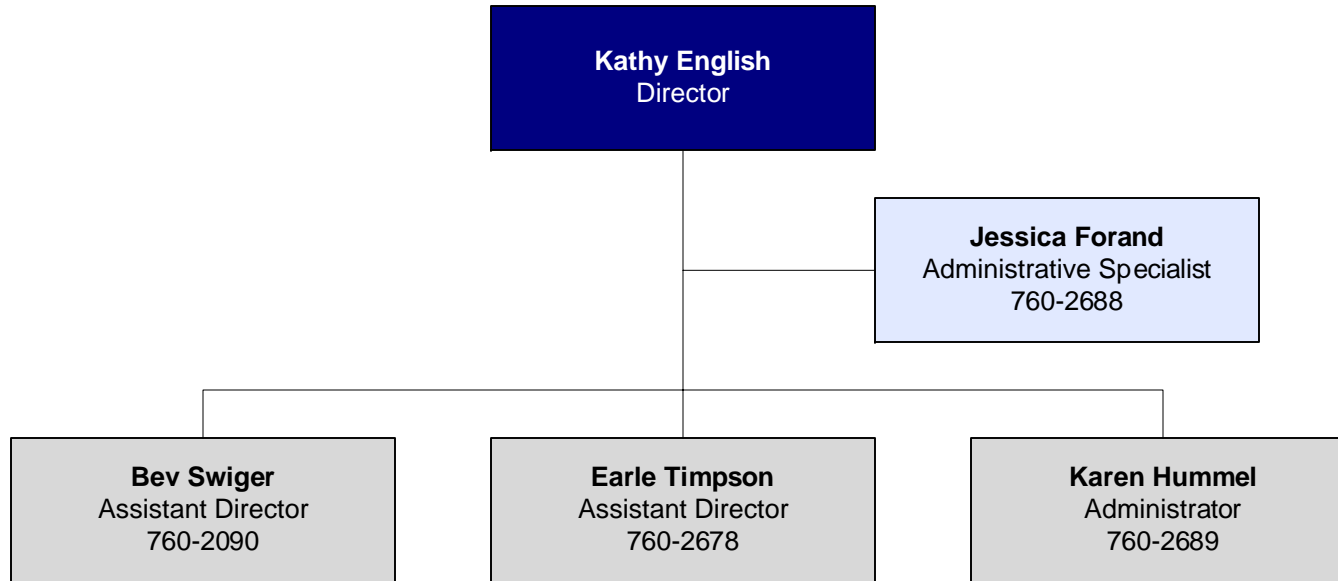 Kathy English
Director
Jessica Forand
Administrative Specialist
760-2688
Bev Swiger
Assistant Director
760-2090
Earle Timpson
Assistant Director
760-2678
Karen Hummel
Administrator
760-2689